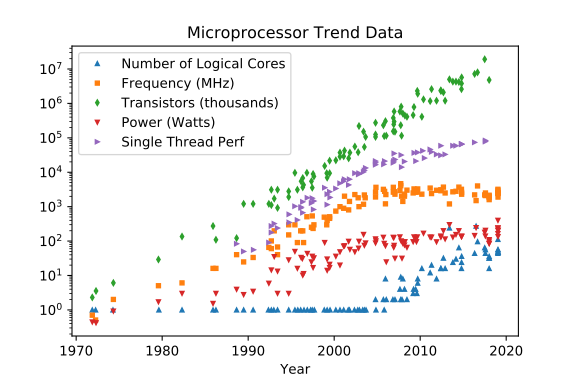 Microprocessor Trend Data
Number of Logical Cores
Frequency (MHz)
Transistors (thousands)
Power (Watts)
Single Thread Perf
10⁷
10⁶
10⁵
10⁴
10³
10²
10¹
10⁰
1970 1980 1990 2000 2010 2020
Year